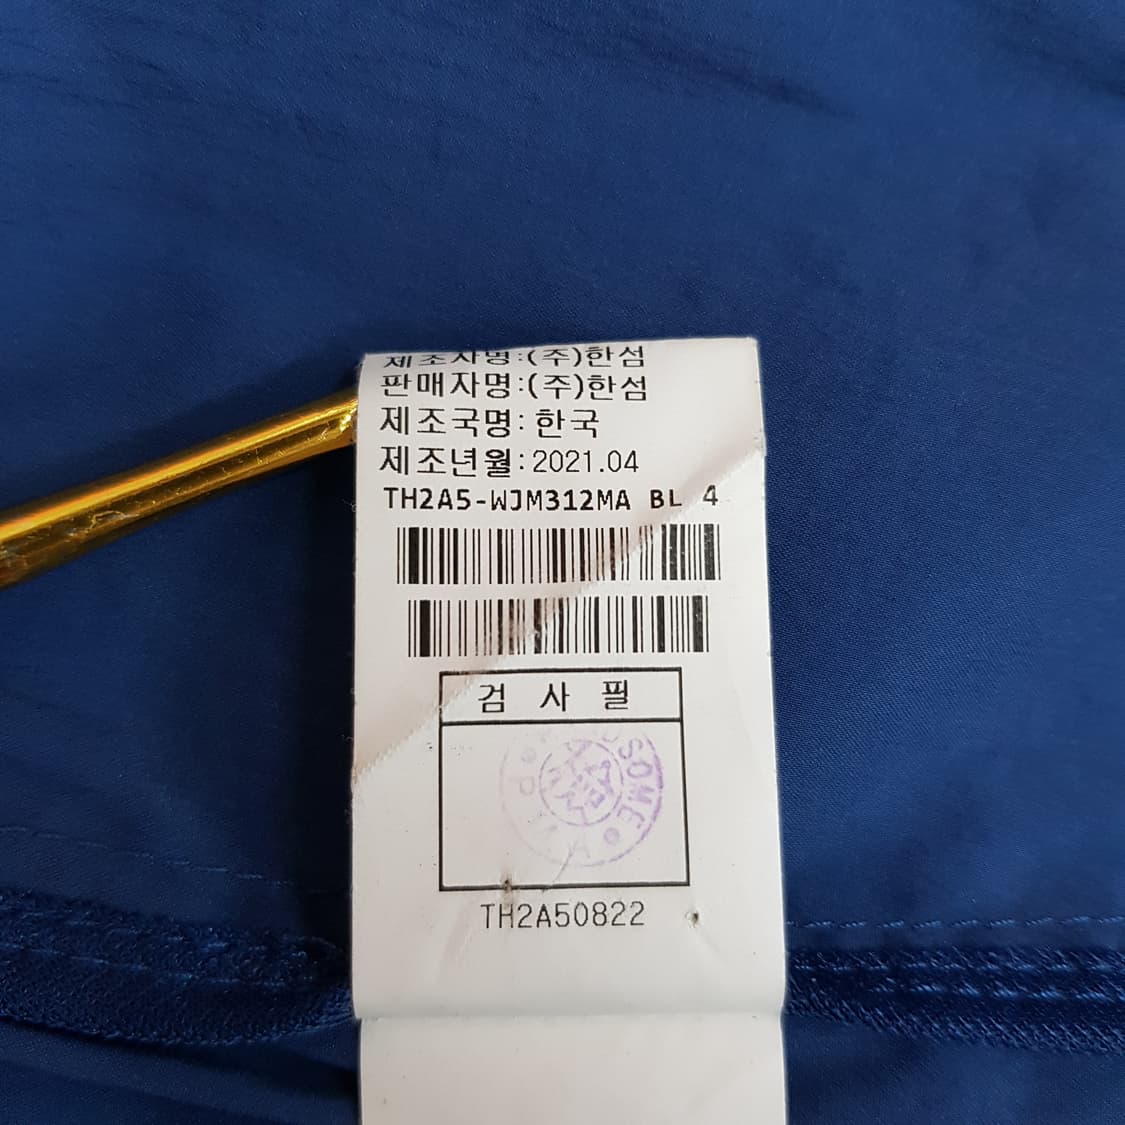 제조자명:(주)한섬
판매자명:(주)한섬
제조국명: 한국
제조년월:2021.04
TH2A5-WJM312MA BL 4
검 사 필
SOME
TH2A50822